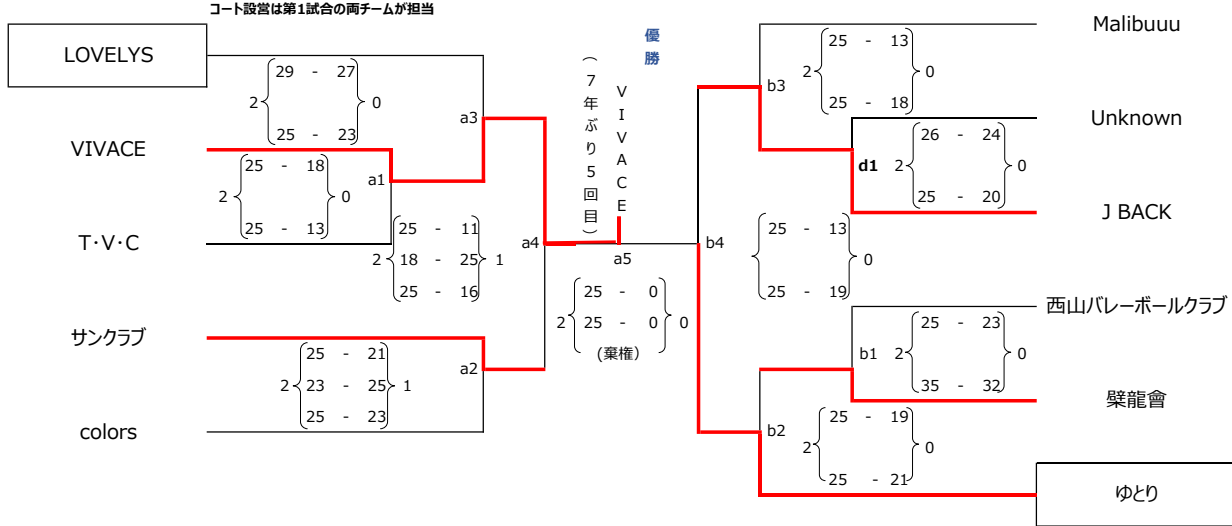 コート設営は第1試合の両チームが担当
LOVELYS
29 - 27
2 0
25 - 23
a3
VIVACE
25 - 18
2 0
25 - 13
a1
T・V・C
25 - 11
2 18 - 25 1
25 - 16
a4
サンクラブ
25 - 21
2 23 - 25 1
25 - 23
a2
colors
優勝
VIVACE
(7年ぶり5回目)
a5
25 - 0
2 25 - 0 0
(棄権)
Malibuuu
25 - 13
2 0
25 - 18
b3
Unknown
26 - 24
d1 2 0
25 - 20
J BACK
b4
25 - 13
0
25 - 19
西山バレーボールクラブ
25 - 23
b1 2 0
35 - 32
龍會
25 - 19
b2
2 0
25 - 21
ゆとり